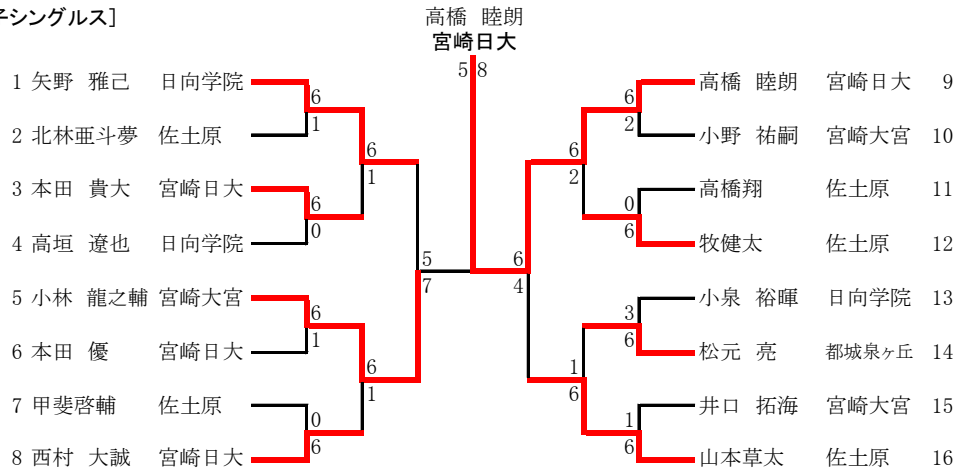 子シングルス]
高橋 睦朗
宮崎日大
5 8
1 矢野 雅己 日向学院
6
1
2 北林亜斗夢 佐土原
6
1
3 本田 貴大 宮崎日大
6
0
4 高垣 遼也 日向学院
5
7
5 小林 龍之輔 宮崎大宮
6
1
6 本田 優 宮崎日大
6
1
7 甲斐啓輔 佐土原
0
6
8 西村 大誠 宮崎日大
高橋 睦朗 宮崎日大 9
6
2
小野 祐嗣 宮崎大宮 10
6
2
高橋翔 佐土原 11
0
6
牧健太 佐土原 12
6
4
小泉 裕暉 日向学院 13
3
6
松元 亮 都城泉ヶ丘 14
1
6
井口 拓海 宮崎大宮 15
1
6
山本草太 佐土原 16